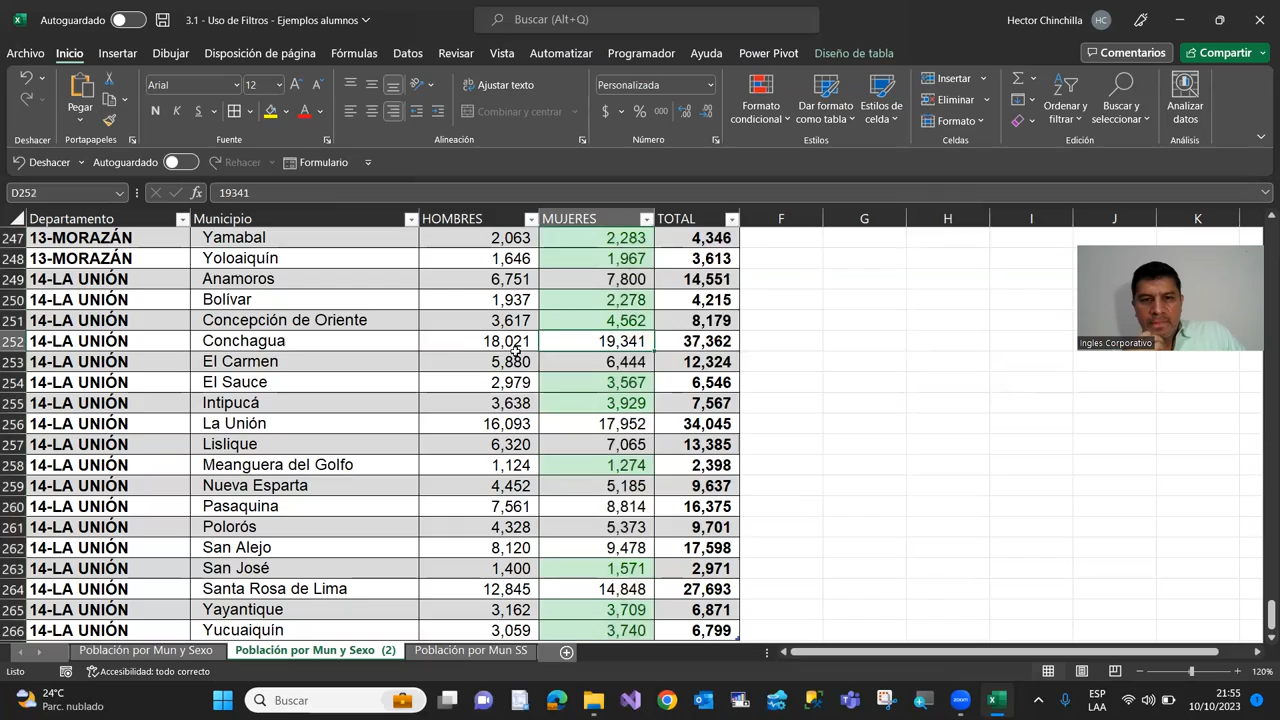 Autoguardado
3.1 - Uso de Filtros - Ejemplos alumnos
Buscar (Alt+Q)
Hector Chinchilla
HC
Archivo Inicio Insertar Dibujar Disposición de página Fórmulas Datos Revisar Vista Automatizar Programador Ayuda Power Pivot Diseño de tabla
Comentarios
Compartir
Pegar
Arial 12
N K S
Ajustar texto
Combinar y centrar
Personalizada
$ % 000
Formato condicional
Dar formato como tabla
Estilos de celda
Insertar
Eliminar
Formato
Ordenar y filtrar
Buscar y seleccionar
Analizar datos
Deshacer Portapapeles Fuente Alineación Número Estilos Celdas Edición Análisis
Deshacer Autoguardado Rehacer Formulario
D252 fx 19341
Departamento Municipio HOMBRES MUJERES TOTAL F G H I J K
247 13-MORAZÁN Yamabal 2,063 2,283 4,346
248 13-MORAZÁN Yoloaiquín 1,646 1,967 3,613
249 14-LA UNIÓN Anamoros 6,751 7,800 14,551
250 14-LA UNIÓN Bolívar 1,937 2,278 4,215
251 14-LA UNIÓN Concepción de Oriente 3,617 4,562 8,179
252 14-LA UNIÓN Conchagua 18,021 19,341 37,362
253 14-LA UNIÓN El Carmen 5,880 6,444 12,324
254 14-LA UNIÓN El Sauce 2,979 3,567 6,546
255 14-LA UNIÓN Intipucá 3,638 3,929 7,567
256 14-LA UNIÓN La Unión 16,093 17,952 34,045
257 14-LA UNIÓN Lislique 6,320 7,065 13,385
258 14-LA UNIÓN Meanguera del Golfo 1,124 1,274 2,398
259 14-LA UNIÓN Nueva Esparta 4,452 5,185 9,637
260 14-LA UNIÓN Pasaquina 7,561 8,814 16,375
261 14-LA UNIÓN Polorós 4,328 5,373 9,701
262 14-LA UNIÓN San Alejo 8,120 9,478 17,598
263 14-LA UNIÓN San José 1,400 1,571 2,971
264 14-LA UNIÓN Santa Rosa de Lima 12,845 14,848 27,693
265 14-LA UNIÓN Yayantique 3,162 3,709 6,871
266 14-LA UNIÓN Yucuaiquín 3,059 3,740 6,799
Ingles Corporativo
Población por Mun y Sexo Población por Mun y Sexo (2) Población por Mun SS
Listo Accesibilidad: todo correcto 120%
24°C
Parc. nublado
Buscar
ESP
LAA
21:55
10/10/2023